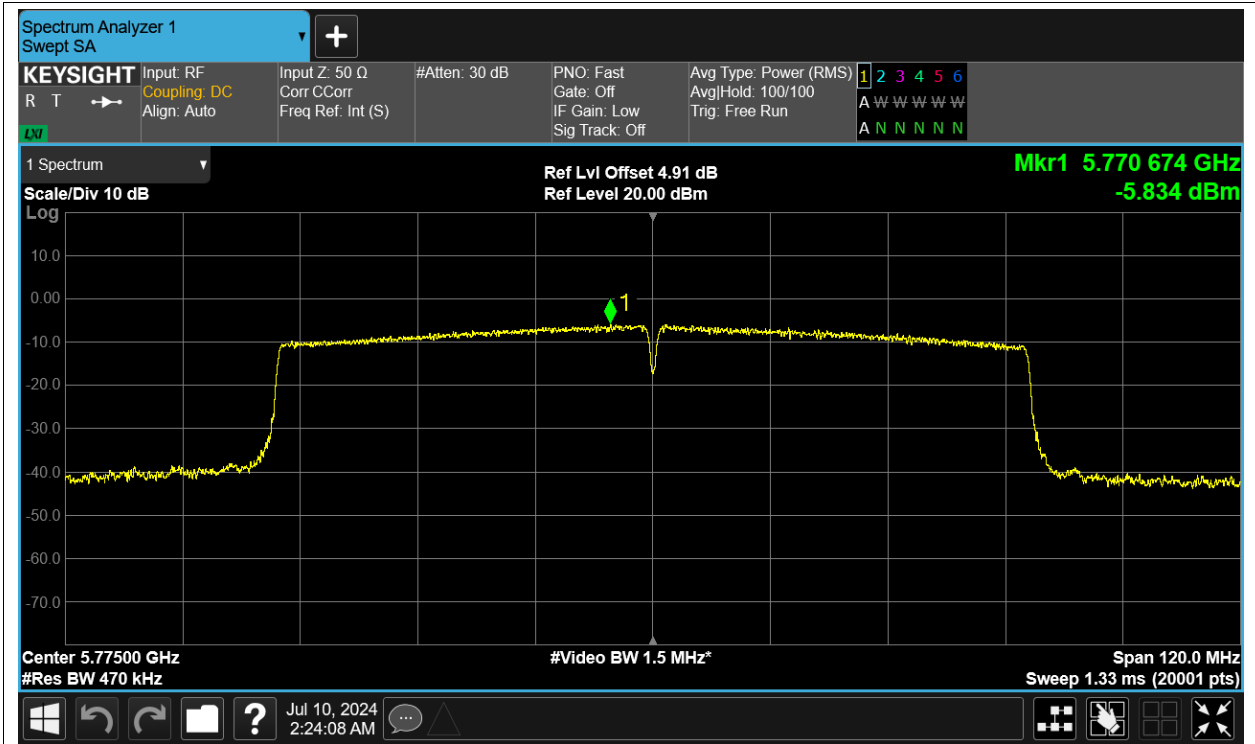 Spectrum Analyzer 1
Swept SA
KEYSIGHT
R T
LXI
Input: RF
Coupling: DC
Align: Auto
Input Z: 50 Ω
Corr CCorr
Freq Ref: Int (S)
#Atten: 30 dB
PNO: Fast
Gate: Off
IF Gain: Low
Sig Track: Off
Avg Type: Power (RMS)
Avg|Hold: 100/100
Trig: Free Run
1 2 3 4 5 6
A W W W W W
A N N N N N
1 Spectrum
Scale/Div 10 dB
Log
Ref Lvl Offset 4.91 dB
Ref Level 20.00 dBm
Mkr1 5.770 674 GHz
-5.834 dBm
10.0
0.00
-10.0
-20.0
-30.0
-40.0
-50.0
-60.0
-70.0
1
Center 5.77500 GHz
#Res BW 470 kHz
#Video BW 1.5 MHz*
Span 120.0 MHz
Sweep 1.33 ms (20001 pts)
?
Jul 10, 2024
2:24:08 AM